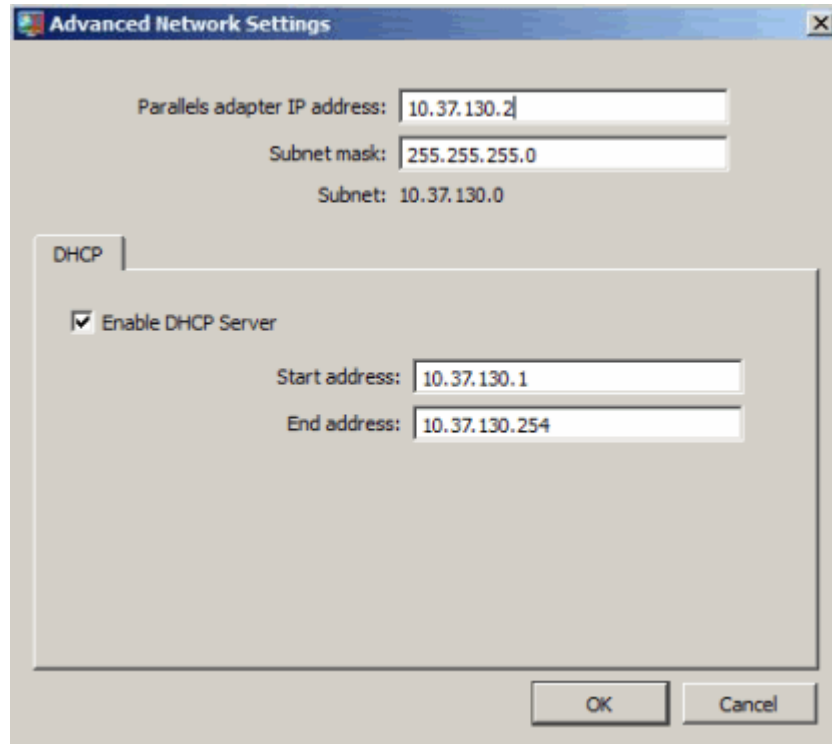 Advanced Network Settings
Parallels adapter IP address: 10.37.130.2
Subnet mask: 255.255.255.0
Subnet: 10.37.130.0
DHCP
Enable DHCP Server
Start address: 10.37.130.1
End address: 10.37.130.254
OK Cancel